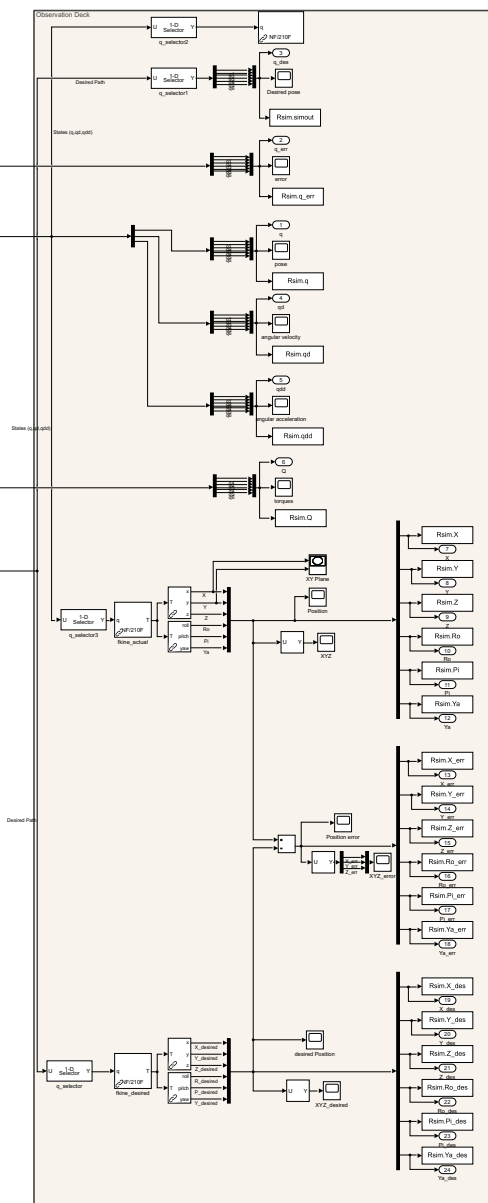 Observation Deck
U 1-D Selector Y
q_selector2
q
NF/210F
3
q_des
Desired Path
U 1-D Selector Y
q_selector1
Desired pose
Rsim.simout
States (q,qd,qdd)
2
q_err
error
Rsim.q_err
1
q
pose
Rsim.q
4
qd
angular velocity
Rsim.qd
5
qdd
angular acceleration
Rsim.qdd
States (q,qd,qdd)
6
Q
torques
Rsim.Q
XY Plane
Position
U Y
XYZ
U 1-D Selector Y
q_selector3
q T
NF/210F
fkine_actual
T x y z
T roll pitch yaw
X
Y
Z
Ro
Pi
Ya
Rsim.X
7
X
Rsim.Y
8
Y
Rsim.Z
9
Z
Rsim.Ro
10
Ro
Rsim.Pi
11
Pi
Rsim.Ya
12
Ya
Rsim.X_err
13
X_err
Rsim.Y_err
14
Y_err
Rsim.Z_err
15
Z_err
Rsim.Ro_err
16
Ro_err
Rsim.Pi_err
17
Pi_err
Rsim.Ya_err
18
Ya_err
Desired Path
Position error
U Y
X_err
Y_err
Z_err
XYZ_error
Rsim.X_des
19
X_des
Rsim.Y_des
20
Y_des
Rsim.Z_des
21
Z_des
Rsim.Ro_des
22
Ro_des
Rsim.Pi_des
23
Pi_des
Rsim.Ya_des
24
Ya_des
desired Position
U Y
XYZ_desired
U 1-D Selector Y
q_selector
q T
NF/210F
fkine_desired
T x y z
T roll pitch yaw
X_desired
Y_desired
Z_desired
R_desired
P_desired
Y_desired